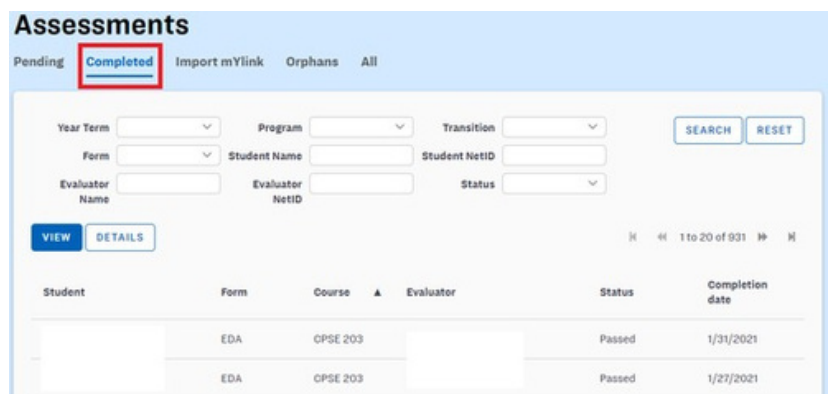 Assessments
Pending Completed Import mYlink Orphans All
Year Term Program Transition SEARCH RESET
Form Student Name Student NetID
Evaluator Name Evaluator NetID Status
VIEW DETAILS 1 to 20 of 931
Student Form Course ▲ Evaluator Status Completion date
EDA CPSE 203 Passed 1/31/2021
EDA CPSE 203 Passed 1/27/2021